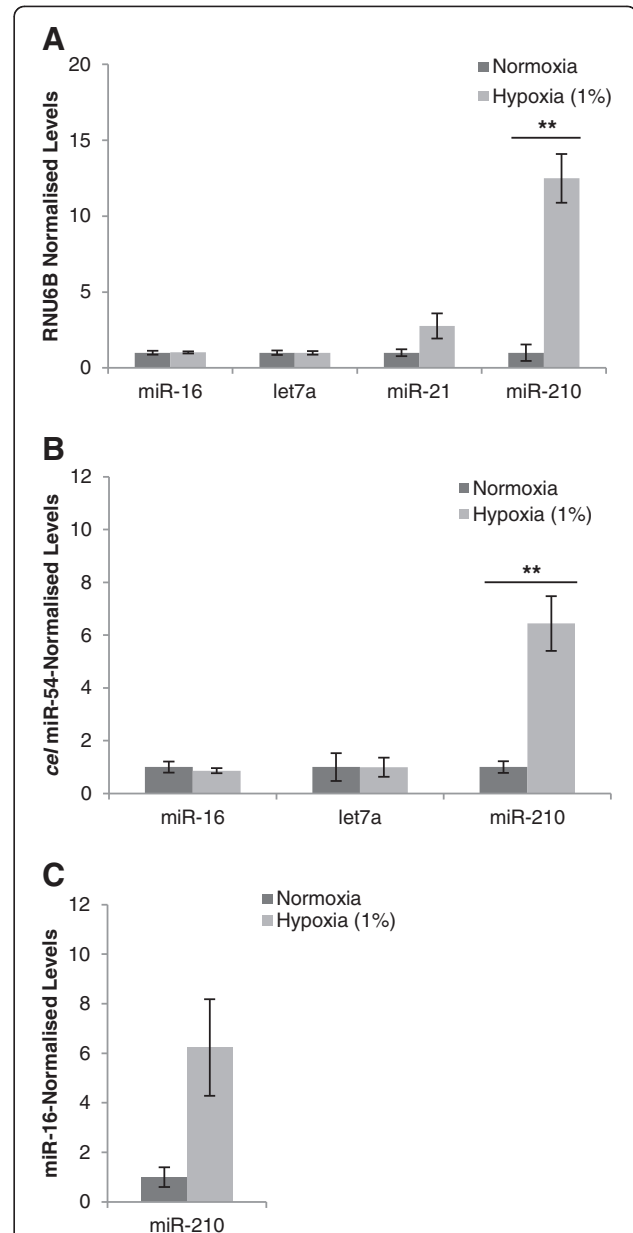 A
20
15
10
5
0
RNU6B Normalised Levels
Normoxia
Hypoxia (1%)
**
miR-16 let7a miR-21 miR-210
B
12
10
8
6
4
2
0
cel miR-54-Normalised Levels
Normoxia
Hypoxia (1%)
**
miR-16 let7a miR-210
C
12
10
8
6
4
2
0
miR-16-Normalised Levels
Normoxia
Hypoxia (1%)
miR-210